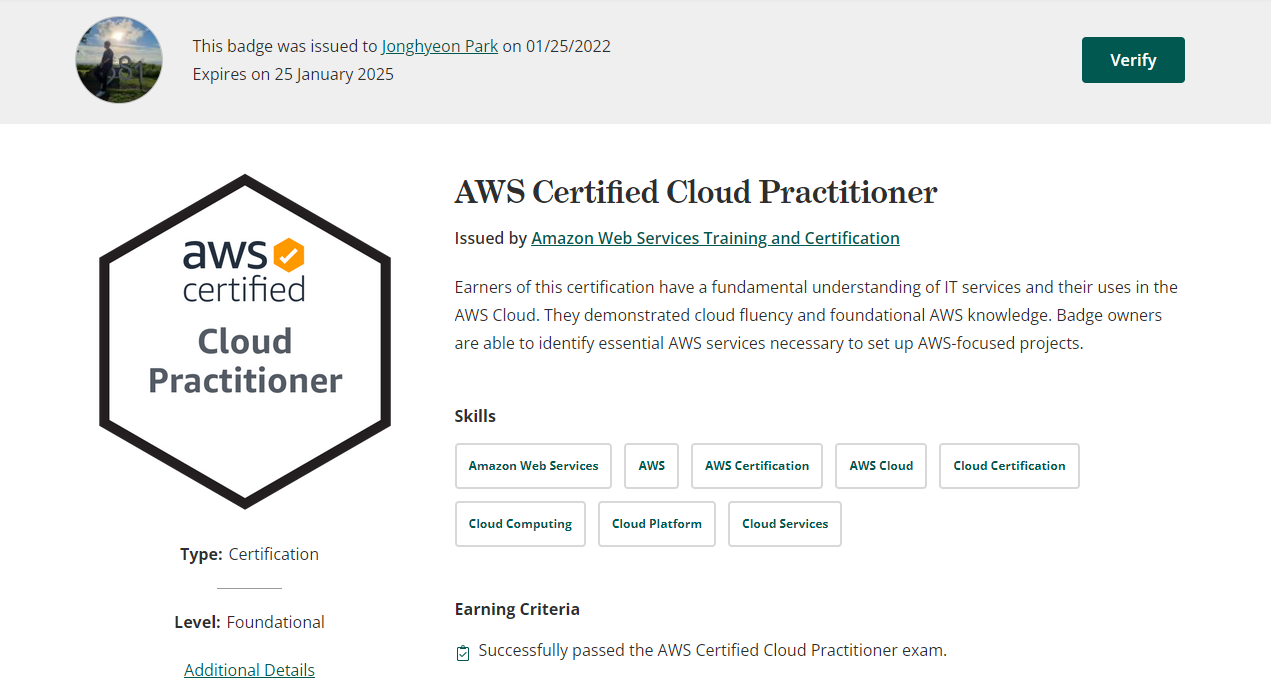 This badge was issued to Jonghyeon Park on 01/25/2022
Expires on 25 January 2025
Verify
aws
certified
Cloud
Practitioner
Type: Certification
Level: Foundational
Additional Details
AWS Certified Cloud Practitioner
Issued by Amazon Web Services Training and Certification
Earners of this certification have a fundamental understanding of IT services and their uses in the
AWS Cloud. They demonstrated cloud fluency and foundational AWS knowledge. Badge owners
are able to identify essential AWS services necessary to set up AWS-focused projects.
Skills
Amazon Web Services AWS AWS Certification AWS Cloud Cloud Certification
Cloud Computing Cloud Platform Cloud Services
Earning Criteria
Successfully passed the AWS Certified Cloud Practitioner exam.